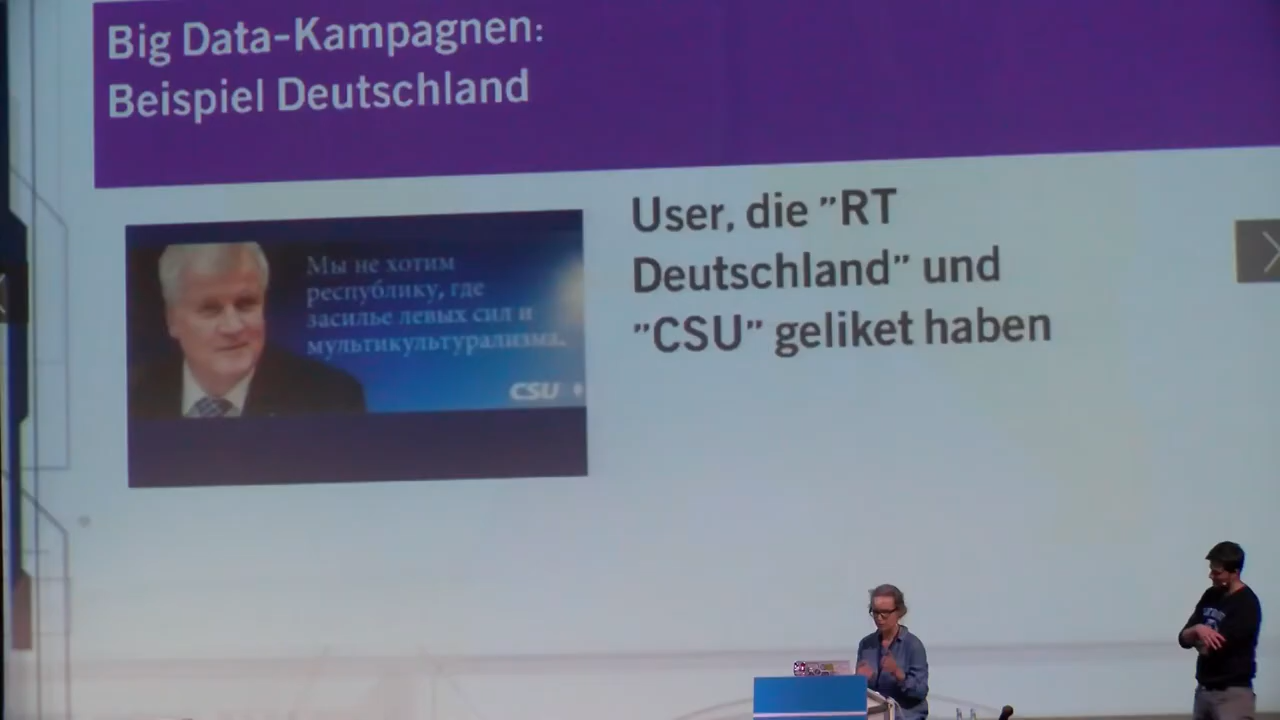 Big Data-Kampagnen:
Beispiel Deutschland
Мы не хотим
республику, где
засилье левых сил и
мультикультурализма.
CSU
User, die ”RT
Deutschland” und
”CSU” geliket haben